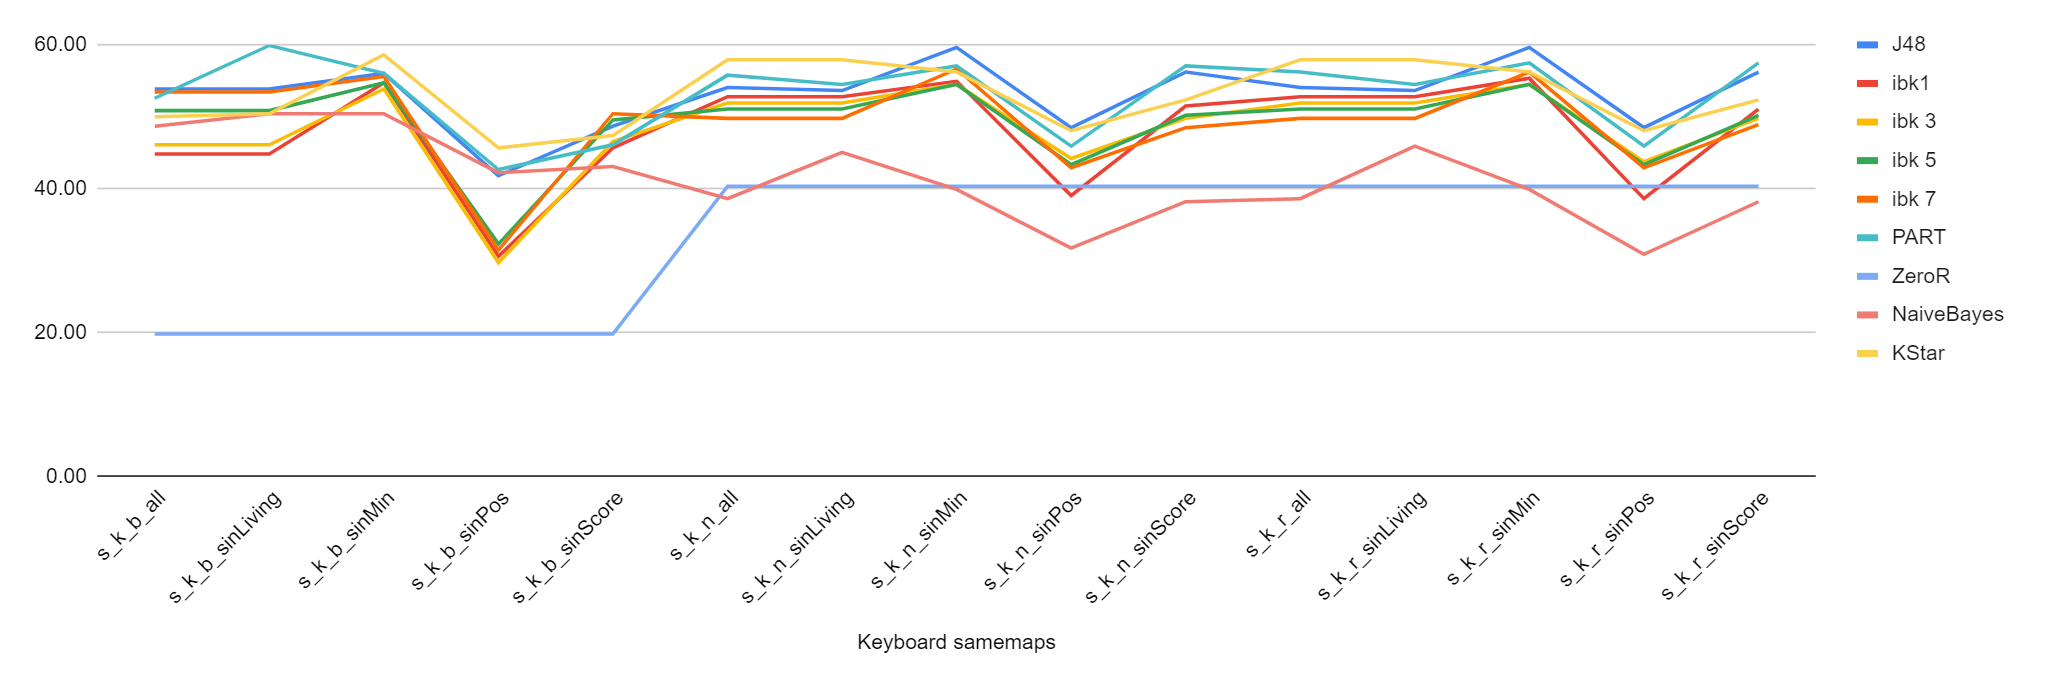 60.00
40.00
20.00
0.00
s_k_b_all
s_k_b_sinLiving
s_k_b_sinMin
s_k_b_sinPos
s_k_b_sinScore
s_k_n_all
s_k_n_sinLiving
s_k_n_sinMin
s_k_n_sinPos
s_k_n_sinScore
s_k_r_all
s_k_r_sinLiving
s_k_r_sinMin
s_k_r_sinPos
s_k_r_sinScore
Keyboard samemaps
J48
ibk1
ibk 3
ibk 5
ibk 7
PART
ZeroR
NaiveBayes
KStar